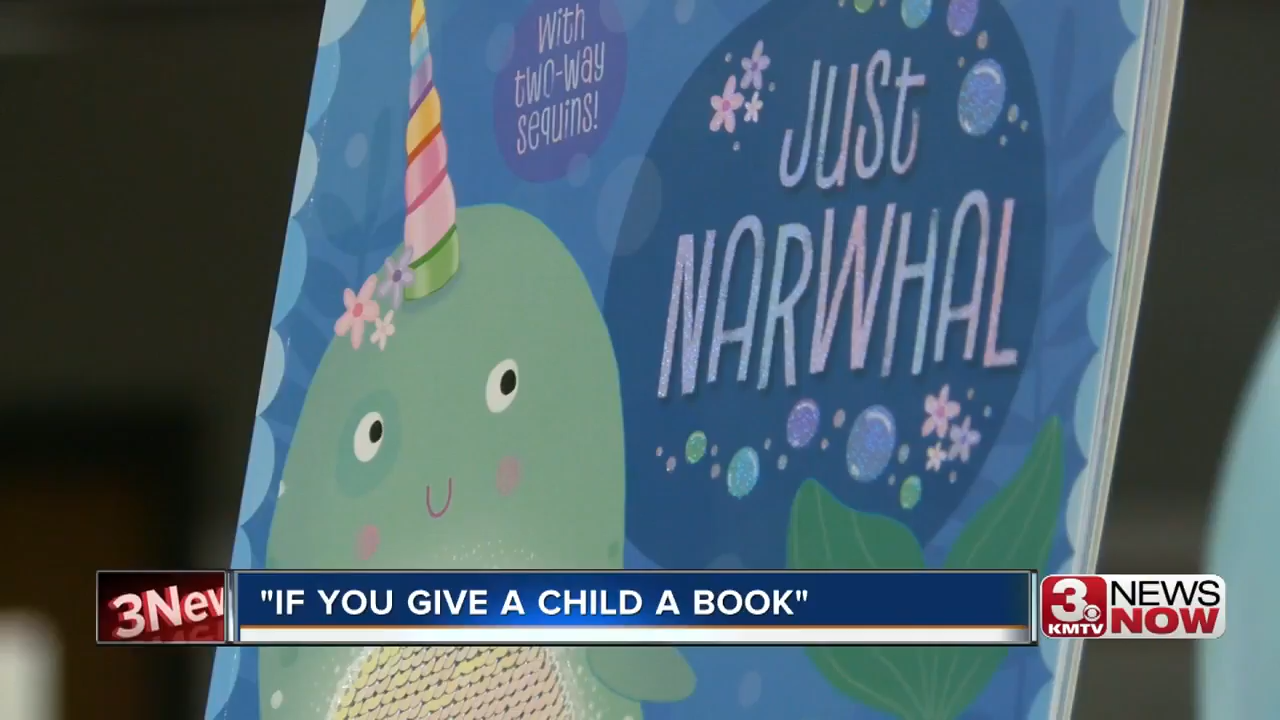 With
two-way
sequins!
JUST
NARWHAL
3New
"IF YOU GIVE A CHILD A BOOK"
3
KMTV
NEWS
NOW